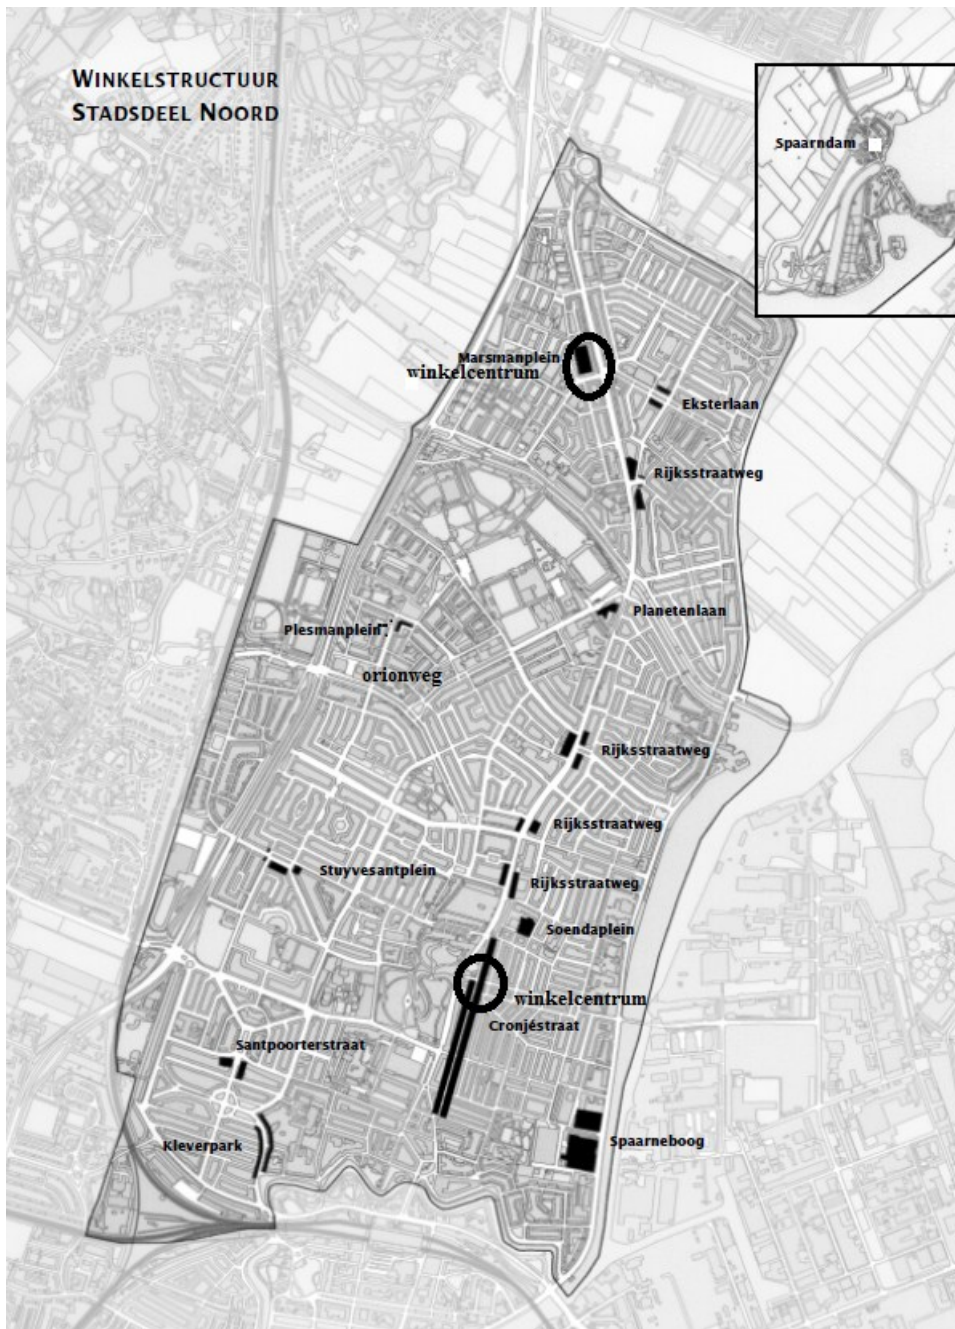 WINKELSTRUCTUUR
STADSDEEL NOORD
Spaarndam
Marsmanplein
winkelcentrum
Eksterlaan
Rijksstraatweg
Planetenlaan
Plesmanplein
orionweg
Rijksstraatweg
Rijksstraatweg
Stuyvesantplein
Rijksstraatweg
Soendaplein
winkelcentrum
Cronjéstraat
Santpoorterstraat
Spaarneboog
Kleverpark